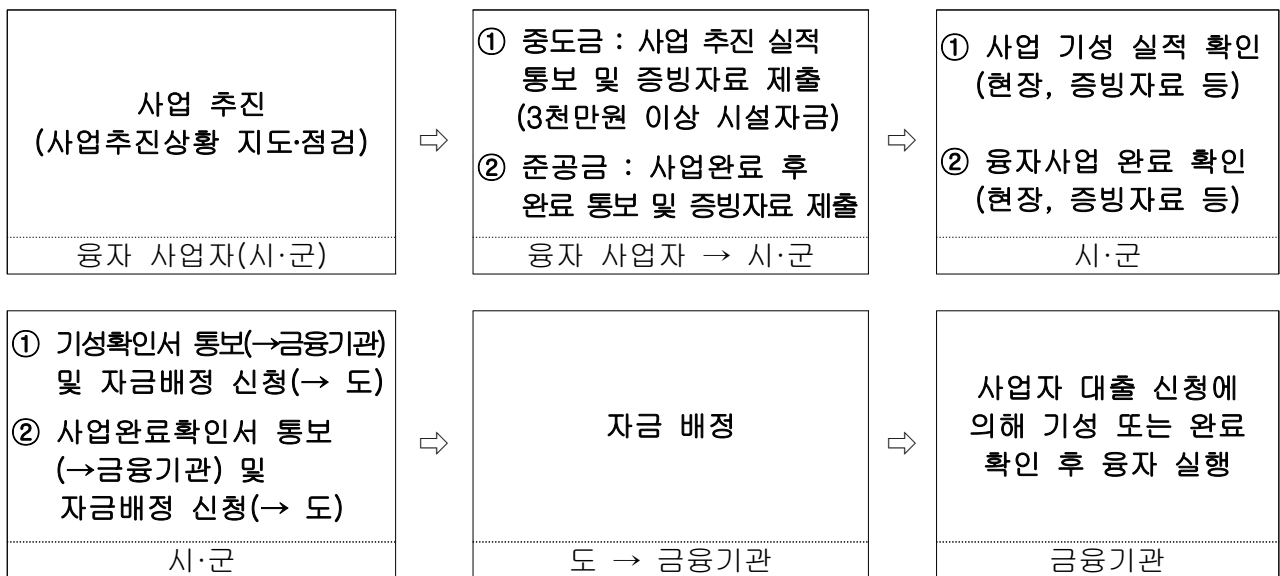 사업 추진
(사업추진상황 지도·점검)
융자 사업자(시·군)
⇨
① 중도금 : 사업 추진 실적
통보 및 증빙자료 제출
(3천만원 이상 시설자금)
② 준공금 : 사업완료 후
완료 통보 및 증빙자료 제출
융자 사업자 → 시·군
⇨
① 사업 기성 실적 확인
(현장, 증빙자료 등)
② 융자사업 완료 확인
(현장, 증빙자료 등)
시·군
① 기성확인서 통보(→금융기관)
및 자금배정 신청(→ 도)
② 사업완료확인서 통보
(→금융기관) 및
자금배정 신청(→ 도)
시·군
⇨
자금 배정
도 → 금융기관
⇨
사업자 대출 신청에
의해 기성 또는 완료
확인 후 융자 실행
금융기관